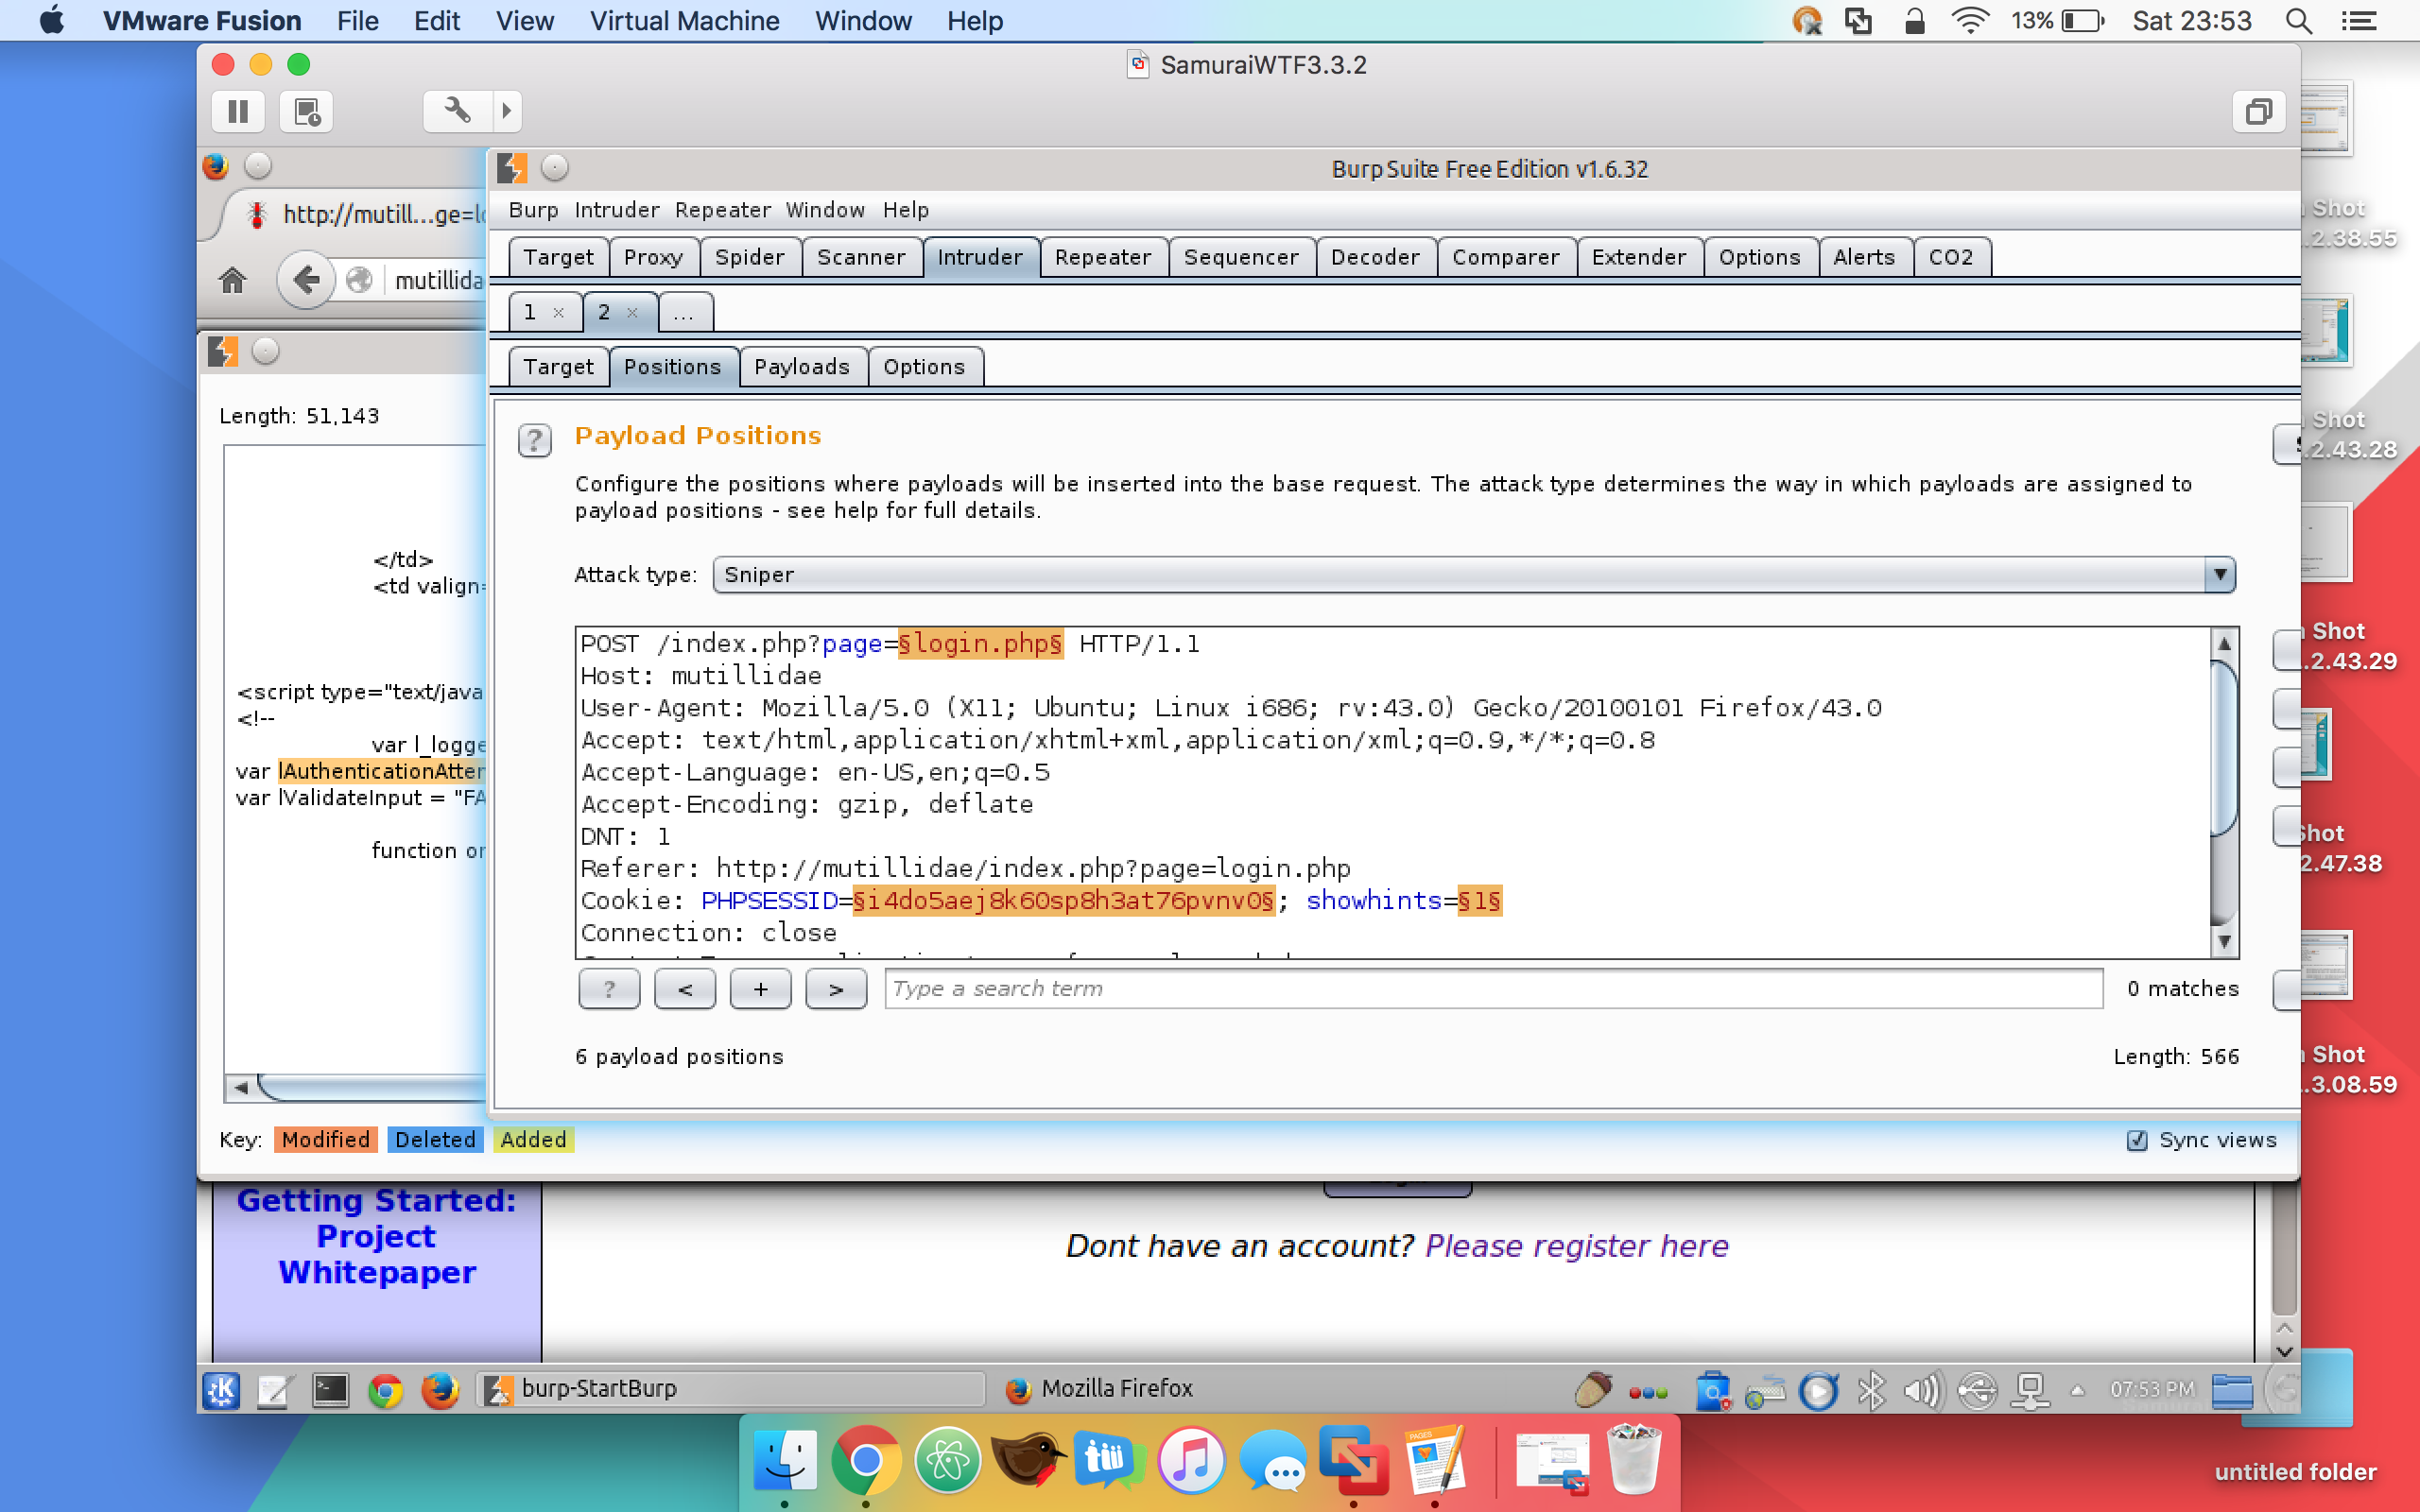 VMware Fusion File Edit View Virtual Machine Window Help 13% Sat 23:53
SamuraiWTF3.3.2
Burp Suite Free Edition v1.6.32
http://mutill...ge=lo
Burp Intruder Repeater Window Help
Target Proxy Spider Scanner Intruder Repeater Sequencer Decoder Comparer Extender Options Alerts CO2
mutillida
1 × 2 × ...
Target Positions Payloads Options
Length: 51,143
? Payload Positions
Configure the positions where payloads will be inserted into the base request. The attack type determines the way in which payloads are assigned to
payload positions - see help for full details.
Attack type: Sniper
</td>
<td valign=
<script type="text/java
<!--
var l_logge
var lAuthenticationAtter
var lValidateInput = "FA
function or
POST /index.php?page=§login.php§ HTTP/1.1
Host: mutillidae
User-Agent: Mozilla/5.0 (X11; Ubuntu; Linux i686; rv:43.0) Gecko/20100101 Firefox/43.0
Accept: text/html,application/xhtml+xml,application/xml;q=0.9,*/*;q=0.8
Accept-Language: en-US,en;q=0.5
Accept-Encoding: gzip, deflate
DNT: 1
Referer: http://mutillidae/index.php?page=login.php
Cookie: PHPSESSID=§i4do5aej8k60sp8h3at76pvnv0§; showhints=§1§
Connection: close
? < + > Type a search term 0 matches
6 payload positions Length: 566
Key: Modified Deleted Added Sync views
Getting Started:
Project
Whitepaper
Dont have an account? Please register here
burp-StartBurp Mozilla Firefox 07:53 PM
Shot
.2.38.55
Shot
.2.43.28
Shot
.2.43.29
Shot
2.47.38
Shot
.3.08.59
PAGES
untitled folder